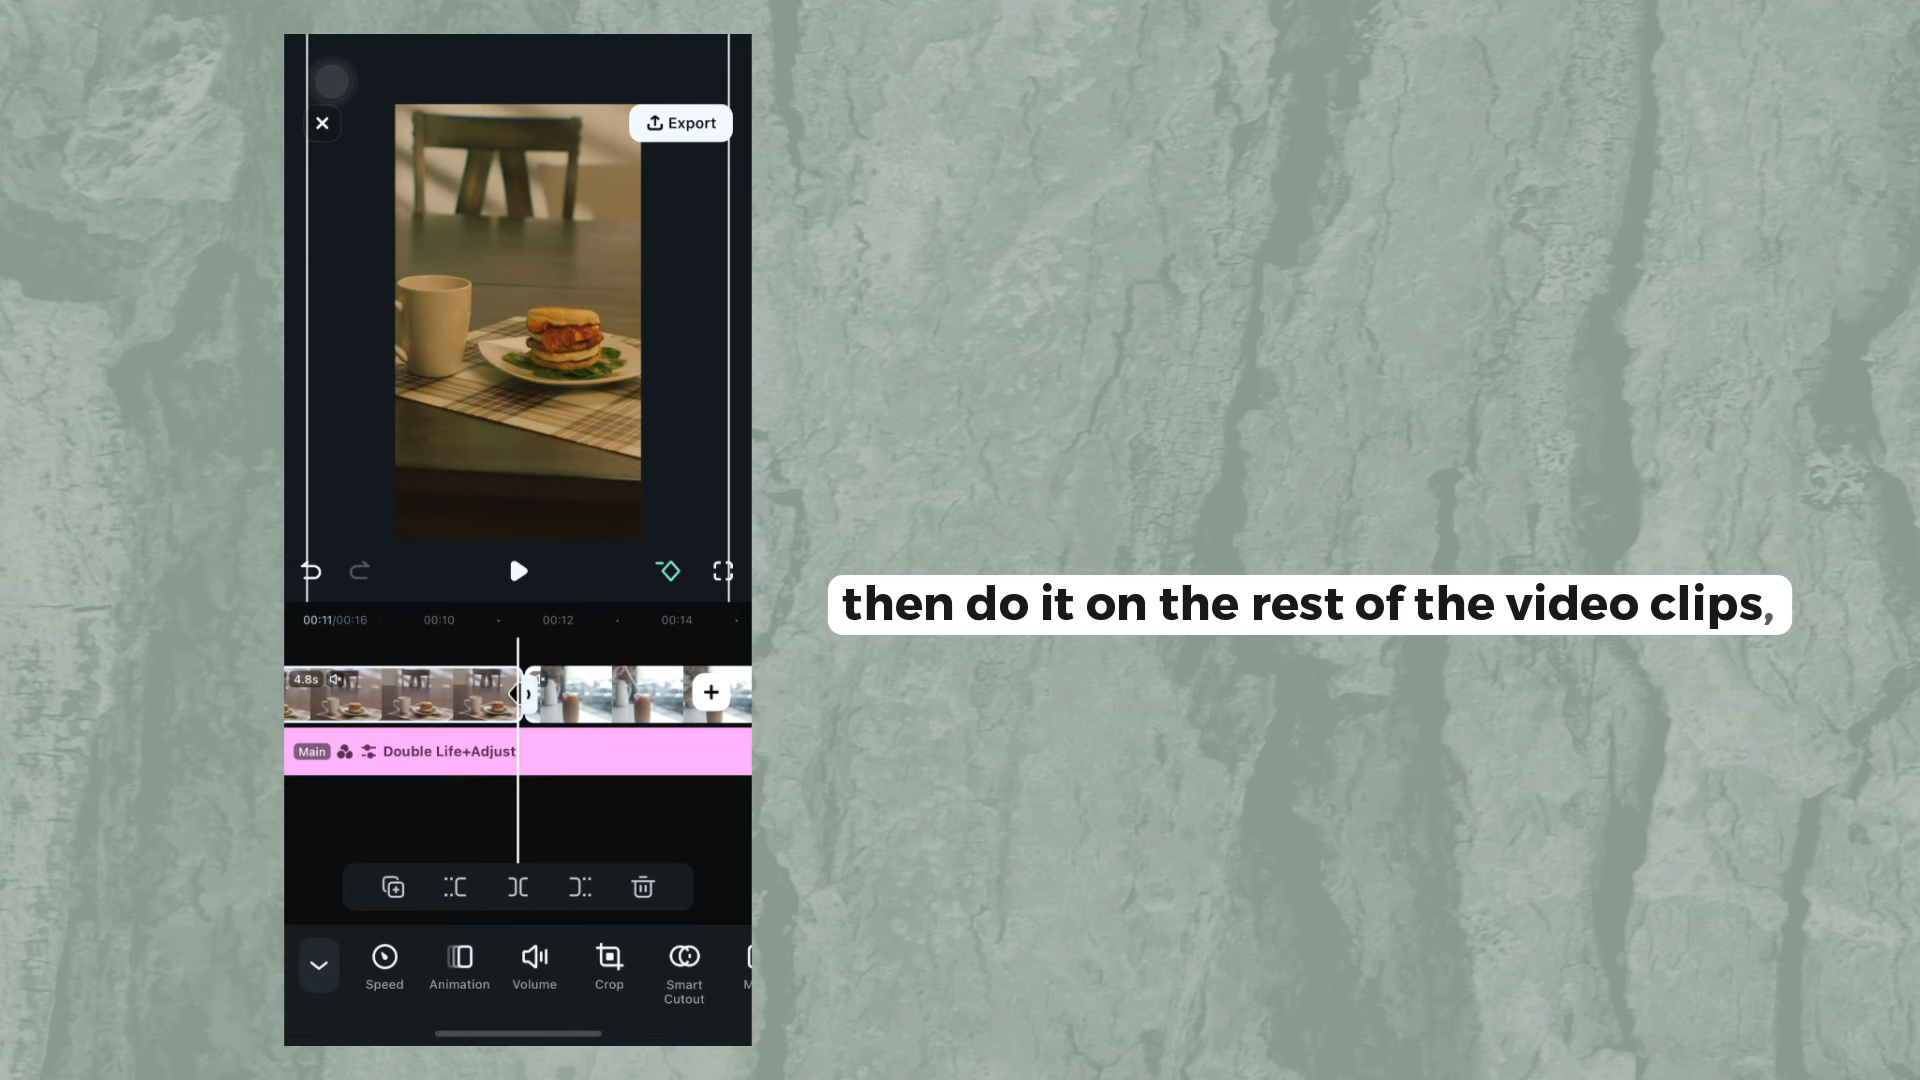 Export
then do it on the rest of the video clips,
00:11/00:16 00:10 00:12 00:14
4.8s
Main Double Life+Adjust
Speed Animation Volume Crop Smart Cutout M